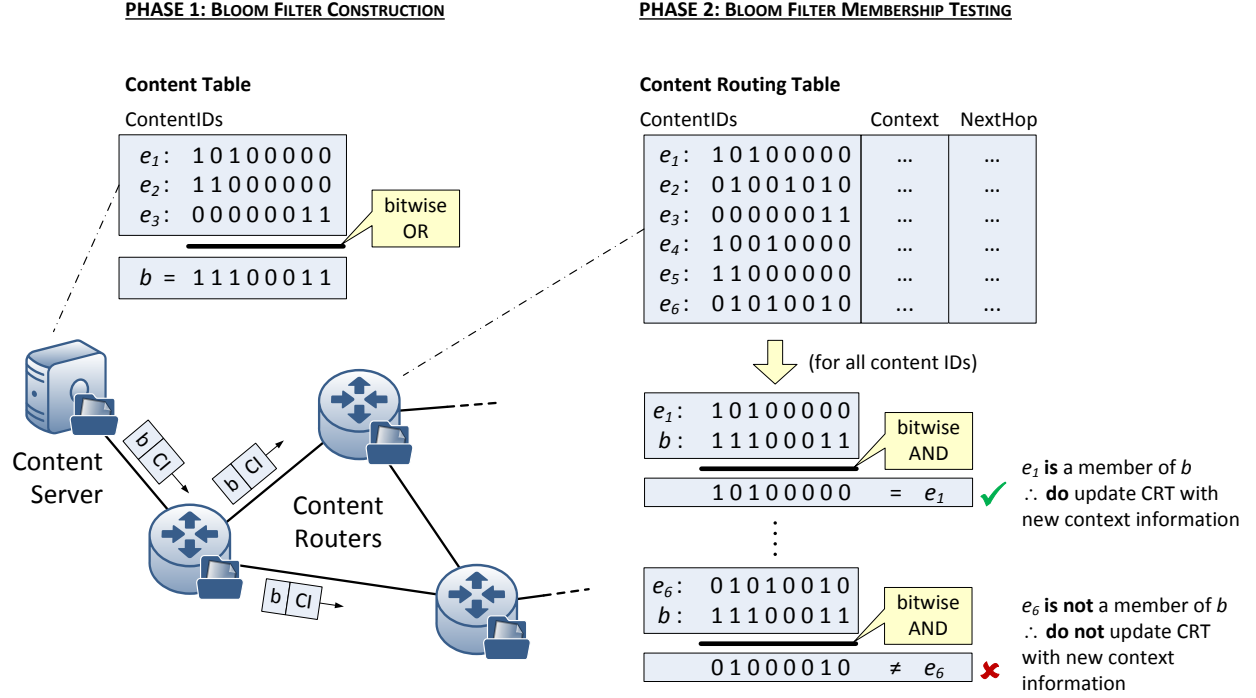 PHASE 1: BLOOM FILTER CONSTRUCTION
Content Table
ContentIDs
e1: 10100000
e2: 11000000
e3: 00000011
bitwise
OR
b = 11100011
Content
Server
b CI
b CI
b CI
Content
Routers
PHASE 2: BLOOM FILTER MEMBERSHIP TESTING
Content Routing Table
ContentIDs Context NextHop
e1: 10100000 ... ...
e2: 01001010 ... ...
e3: 00000011 ... ...
e4: 10010000 ... ...
e5: 11000000 ... ...
e6: 01010010 ... ...
(for all content IDs)
e1: 10100000
b: 11100011
bitwise
AND
10100000 = e1
e1 is a member of b
∴ do update CRT with
new context information
e6: 01010010
b: 11100011
bitwise
AND
01000010 ≠ e6
e6 is not a member of b
∴ do not update CRT
with new context
information